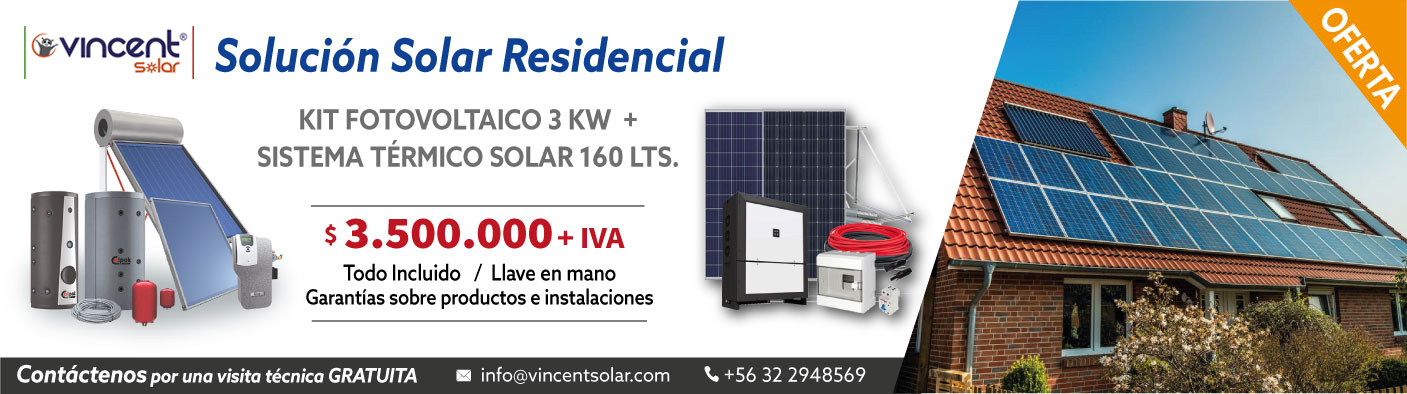 vincent®
solar
Solución Solar Residencial
OFERTA
KIT FOTOVOLTAICO 3 KW +
SISTEMA TÉRMICO SOLAR 160 LTS.
$ 3.500.000 + IVA
Todo Incluido / Llave en mano
Garantías sobre productos e instalaciones
Contáctenos por una visita técnica GRATUITA info@vincentsolar.com +56 32 2948569